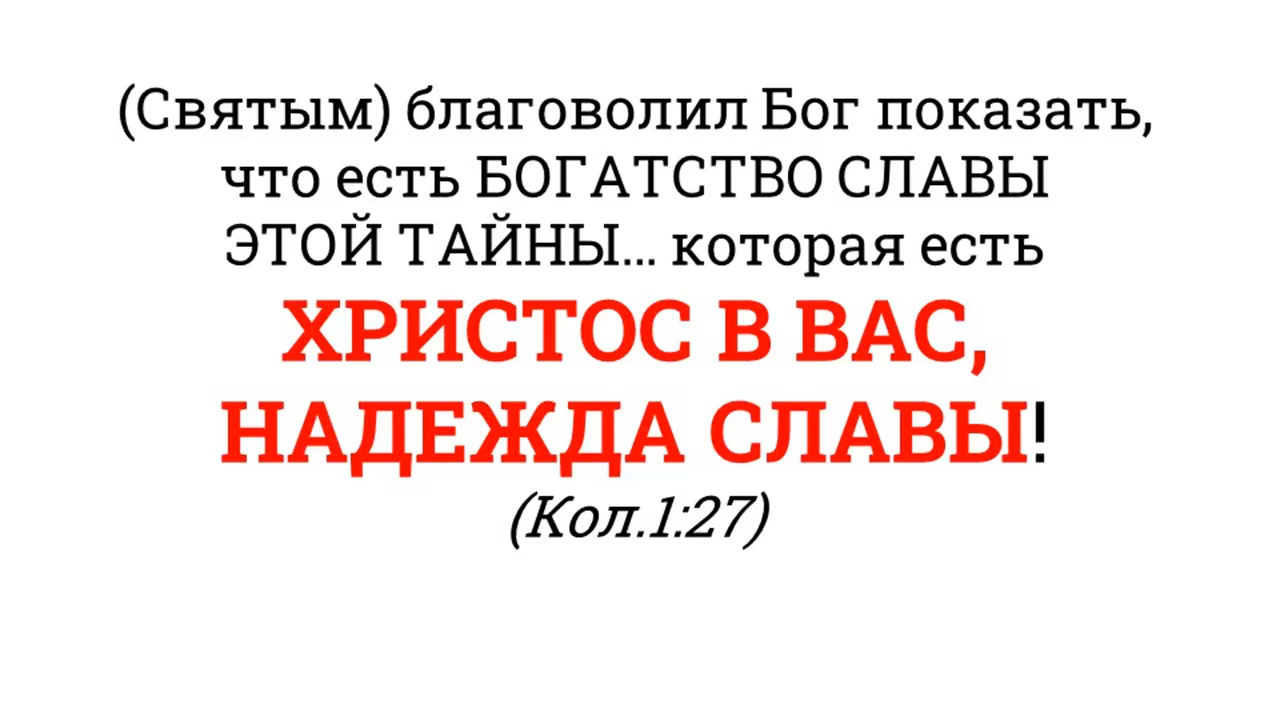 (Святым) благоволил Бог показать,
что есть БОГАТСТВО СЛАВЫ
ЭТОЙ ТАЙНЫ... которая есть
ХРИСТОС В ВАС,
НАДЕЖДА СЛАВЫ!
(Кол.1:27)